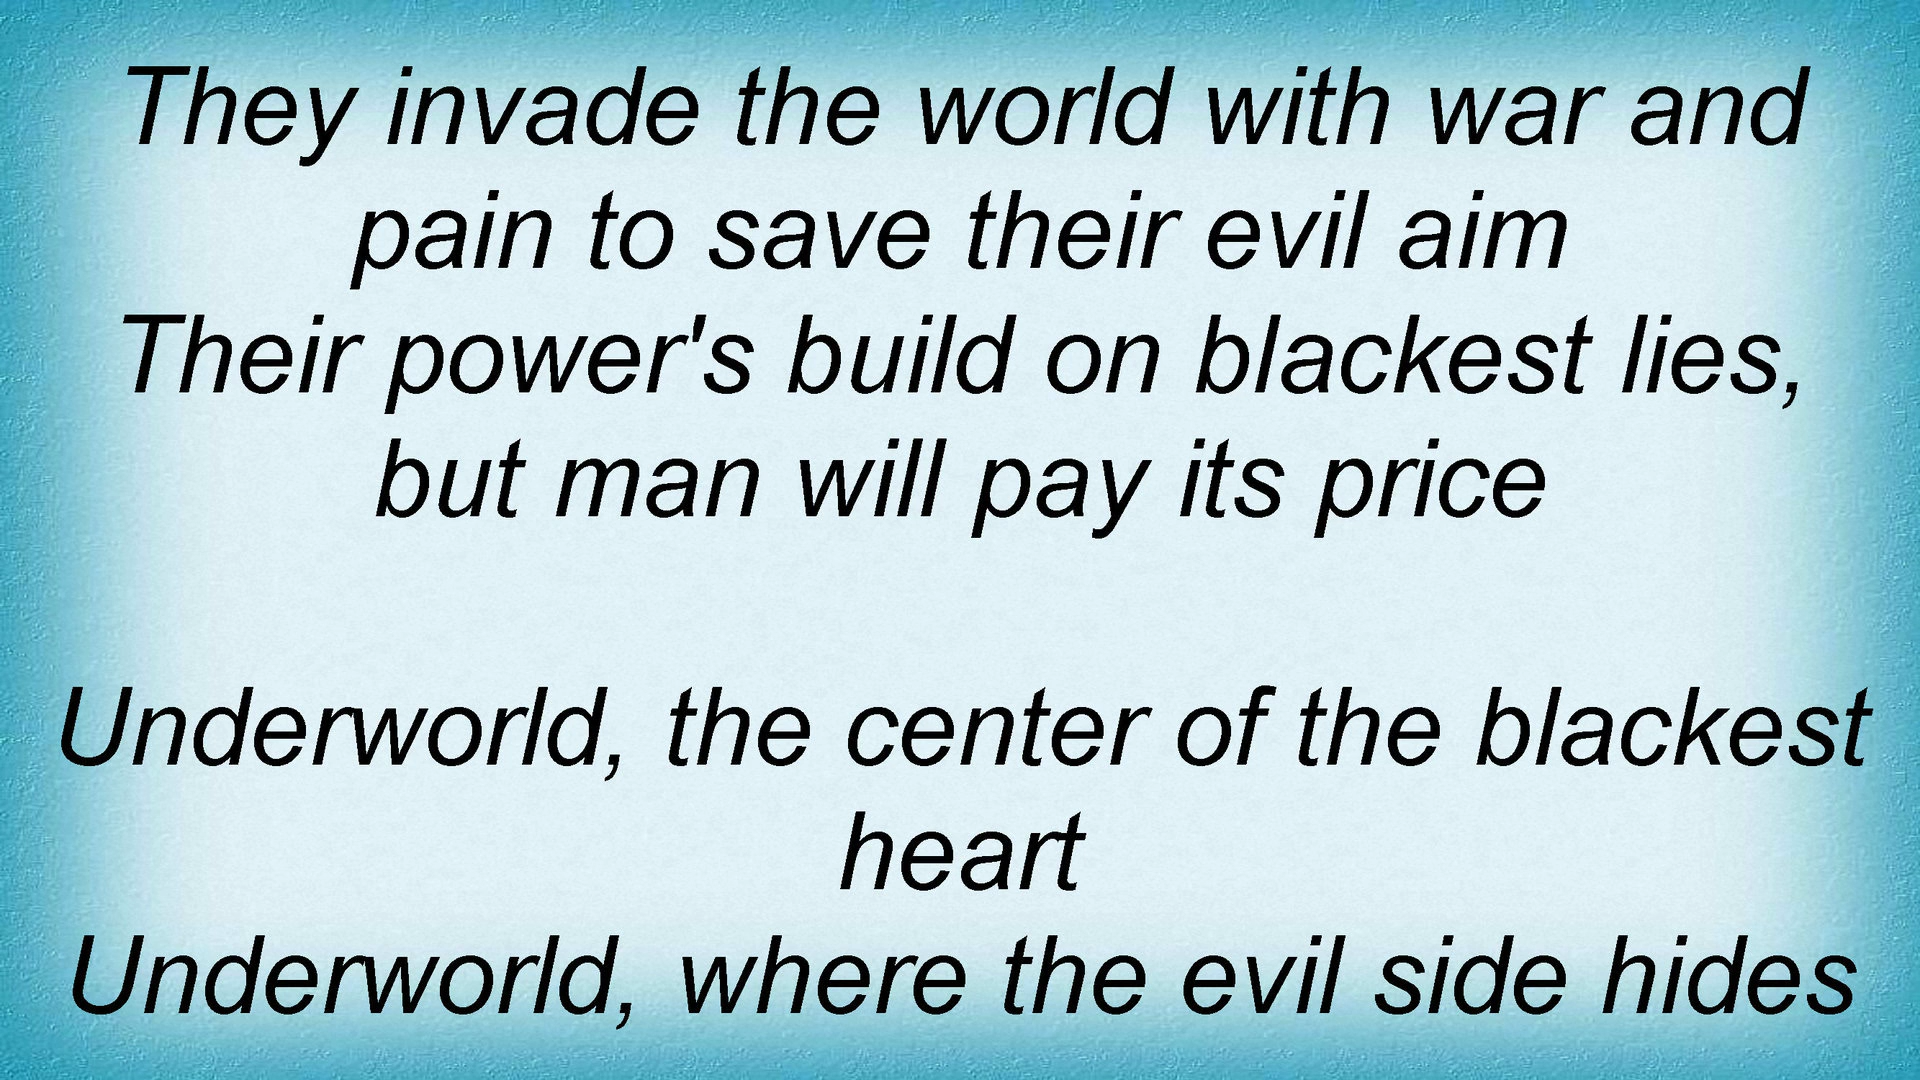 They invade the world with war and
pain to save their evil aim
Their power's build on blackest lies,
but man will pay its price
Underworld, the center of the blackest
heart
Underworld, where the evil side hides